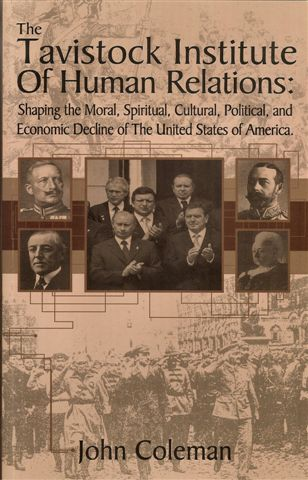 The
Tavistock Institute
Of Human Relations:
Shaping the Moral, Spiritual, Cultural, Political, and
Economic Decline of The United States of America.
John Coleman